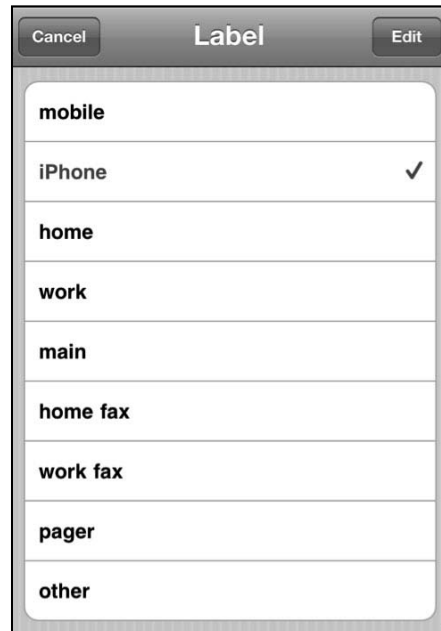 Cancel Label Edit
mobile
iPhone
home
work
main
home fax
work fax
pager
other